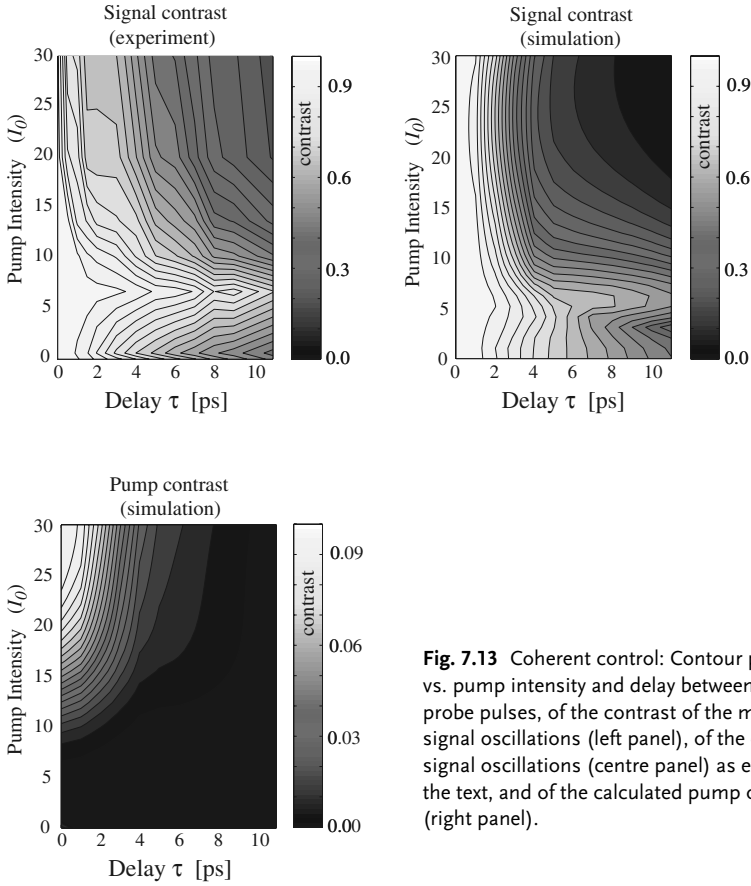 Signal contrast
(experiment)
30
25
20
15
10
5
0
Pump Intensity (I0)
0 2 4 6 8 10
Delay τ [ps]
contrast
0.9
0.6
0.3
0.0
Signal contrast
(simulation)
30
25
20
15
10
5
0
Pump Intensity (I0)
0 2 4 6 8 10
Delay τ [ps]
contrast
0.9
0.6
0.3
0.0
Pump contrast
(simulation)
30
25
20
15
10
5
0
Pump Intensity (I0)
0 2 4 6 8 10
Delay τ [ps]
contrast
0.09
0.06
0.03
0.00
Fig. 7.13 Coherent control: Contour
vs. pump intensity and delay between
probe pulses, of the contrast of the
signal oscillations (left panel), of the
signal oscillations (centre panel) as
the text, and of the calculated pump
(right panel).